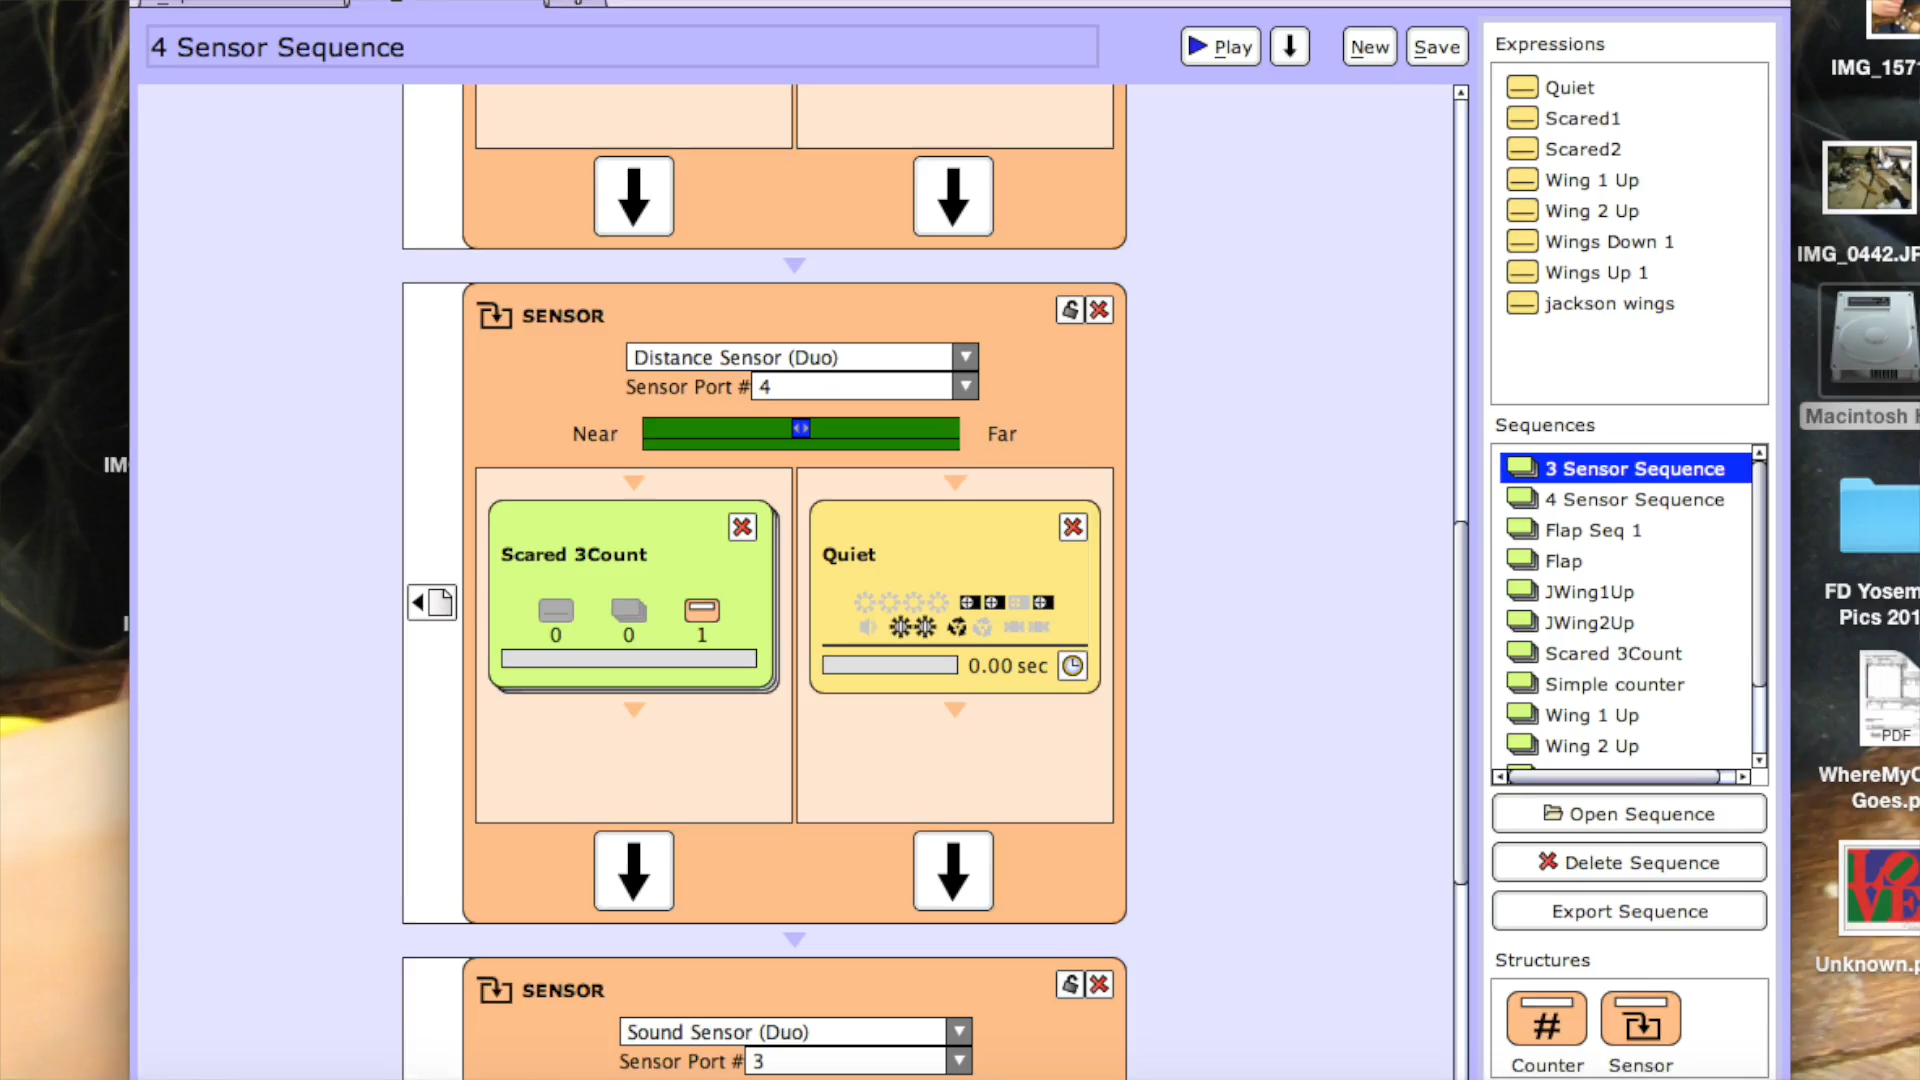 4 Sensor Sequence
Play
New
Save
SENSOR
Distance Sensor (Duo)
Sensor Port # 4
Near
Far
Scared 3Count
0 0 1
Quiet
0.00 sec
SENSOR
Sound Sensor (Duo)
Sensor Port # 3
Expressions
Quiet
Scared1
Scared2
Wing 1 Up
Wing 2 Up
Wings Down 1
Wings Up 1
jackson wings
Sequences
3 Sensor Sequence
4 Sensor Sequence
Flap Seq 1
Flap
JWing1Up
JWing2Up
Scared 3Count
Simple counter
Wing 1 Up
Wing 2 Up
Open Sequence
Delete Sequence
Export Sequence
Structures
#
Counter
Sensor
IM
IMG_157
IMG_0442.JP
Macintosh
FD Yosem
Pics 201
PDF
WhereMyC
Goes.p
LOVE
Unknown.p